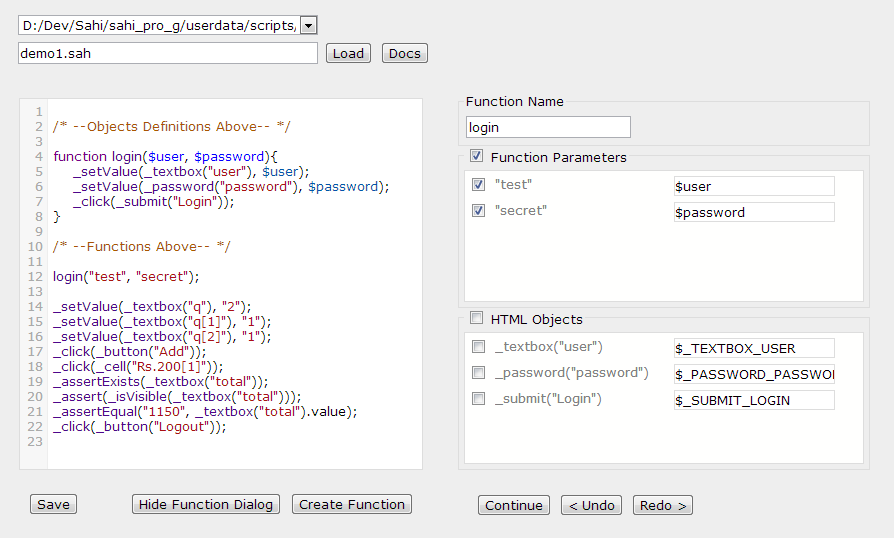 D:/Dev/Sahi/sahi_pro_g/userdata/scripts,
demo1.sah
Load
Docs
1
2 /* --Objects Definitions Above-- */
3
4 function login($user, $password){
5 _setValue(_textbox("user"), $user);
6 _setValue(_password("password"), $password);
7 _click(_submit("Login"));
8 }
9
10 /* --Functions Above-- */
11
12 login("test", "secret");
13
14 _setValue(_textbox("q"), "2");
15 _setValue(_textbox("q[1]"), "1");
16 _setValue(_textbox("q[2]"), "1");
17 _click(_button("Add"));
18 _click(_cell("Rs.200[1]"));
19 _assertExists(_textbox("total"));
20 _assert(_isVisible(_textbox("total")));
21 _assertEqual("1150", _textbox("total").value);
22 _click(_button("Logout"));
23
Function Name
login
Function Parameters
"test" $user
"secret" $password
HTML Objects
_textbox("user") $_TEXTBOX_USER
_password("password") $_PASSWORD_PASSWOR
_submit("Login") $_SUBMIT_LOGIN
Save
Hide Function Dialog
Create Function
Continue
< Undo
Redo >